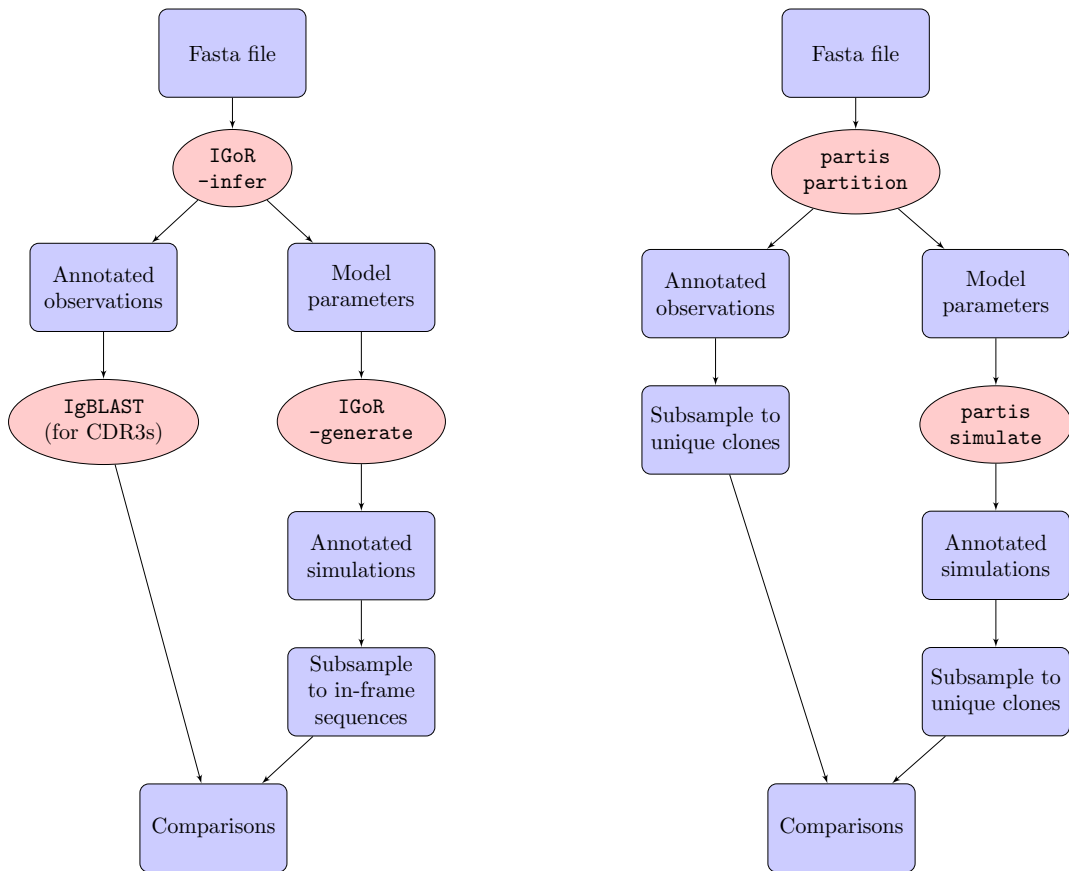 Fasta file
IGoR
-infer
Annotated
observations
Model
parameters
IgBLAST
(for CDR3s)
IGoR
-generate
Annotated
simulations
Subsample
to in-frame
sequences
Comparisons
Fasta file
partis
partition
Annotated
observations
Model
parameters
Subsample to
unique clones
partis
simulate
Annotated
simulations
Subsample to
unique clones
Comparisons